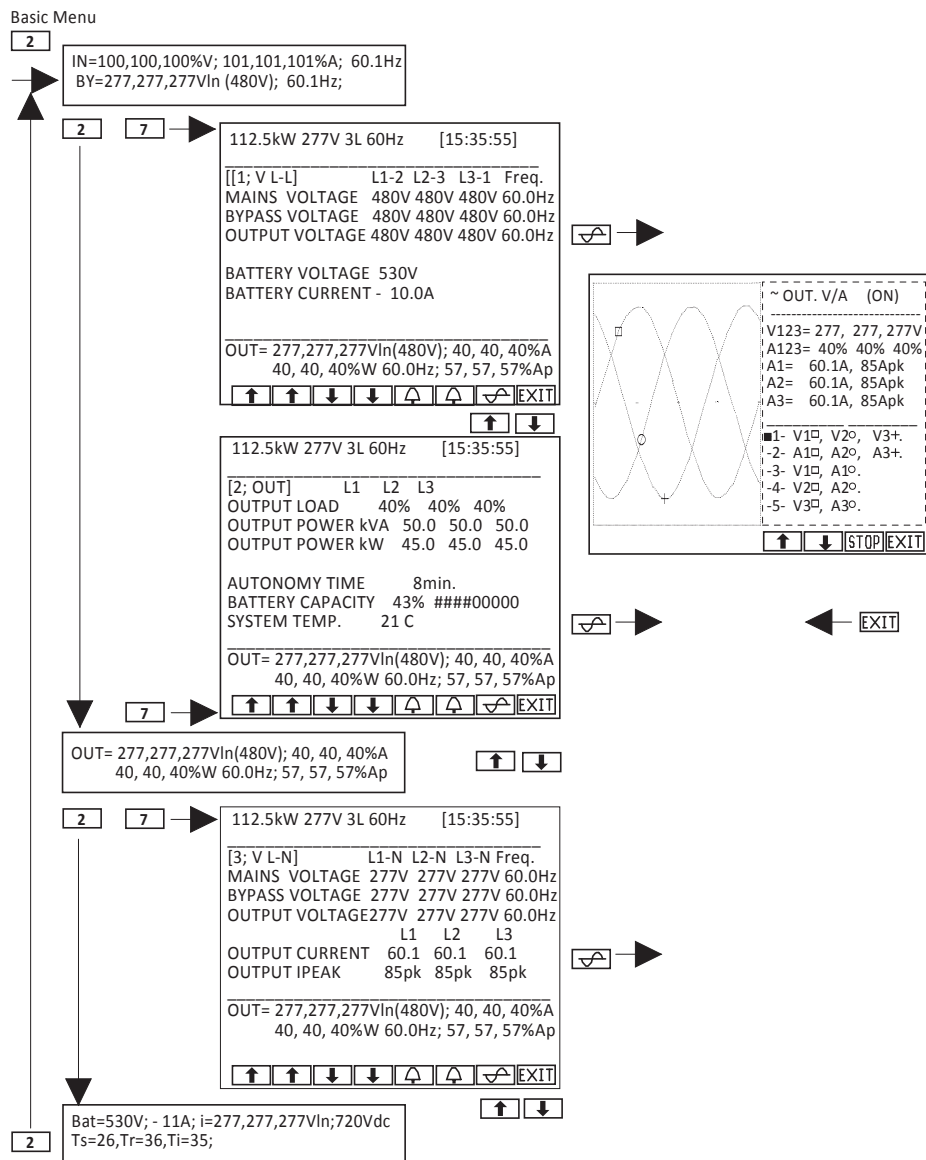 Basic Menu
2
IN=100,100,100%V; 101,101,101%A; 60.1Hz
BY=277,277,277Vln (480V); 60.1Hz;
2 7
112.5kW 277V 3L 60Hz [15:35:55]
[[1; V L-L] L1-2 L2-3 L3-1 Freq.
MAINS VOLTAGE 480V 480V 480V 60.0Hz
BYPASS VOLTAGE 480V 480V 480V 60.0Hz
OUTPUT VOLTAGE 480V 480V 480V 60.0Hz
BATTERY VOLTAGE 530V
BATTERY CURRENT - 10.0A
OUT= 277,277,277Vln(480V); 40, 40, 40%A
40, 40, 40%W 60.0Hz; 57, 57, 57%Ap
EXIT
~ OUT. V/A (ON)
V123= 277, 277, 277V
A123= 40% 40% 40%
A1= 60.1A, 85Apk
A2= 60.1A, 85Apk
A3= 60.1A, 85Apk
■1- V1□, V2○, V3+.
-2- A1□, A2○, A3+.
-3- V1□, A1○.
-4- V2□, A2○.
-5- V3□, A3○.
STOP EXIT
112.5kW 277V 3L 60Hz [15:35:55]
[2; OUT] L1 L2 L3
OUTPUT LOAD 40% 40% 40%
OUTPUT POWER kVA 50.0 50.0 50.0
OUTPUT POWER kW 45.0 45.0 45.0
AUTONOMY TIME 8min.
BATTERY CAPACITY 43% ####00000
SYSTEM TEMP. 21 C
OUT= 277,277,277Vln(480V); 40, 40, 40%A
40, 40, 40%W 60.0Hz; 57, 57, 57%Ap
EXIT
EXIT
7
OUT= 277,277,277Vln(480V); 40, 40, 40%A
40, 40, 40%W 60.0Hz; 57, 57, 57%Ap
2 7
112.5kW 277V 3L 60Hz [15:35:55]
[3; V L-N] L1-N L2-N L3-N Freq.
MAINS VOLTAGE 277V 277V 277V 60.0Hz
BYPASS VOLTAGE 277V 277V 277V 60.0Hz
OUTPUT VOLTAGE277V 277V 277V 60.0Hz
L1 L2 L3
OUTPUT CURRENT 60.1 60.1 60.1
OUTPUT IPEAK 85pk 85pk 85pk
OUT= 277,277,277Vln(480V); 40, 40, 40%A
40, 40, 40%W 60.0Hz; 57, 57, 57%Ap
EXIT
Bat=530V; - 11A; i=277,277,277Vln;720Vdc
Ts=26,Tr=36,Ti=35;
2